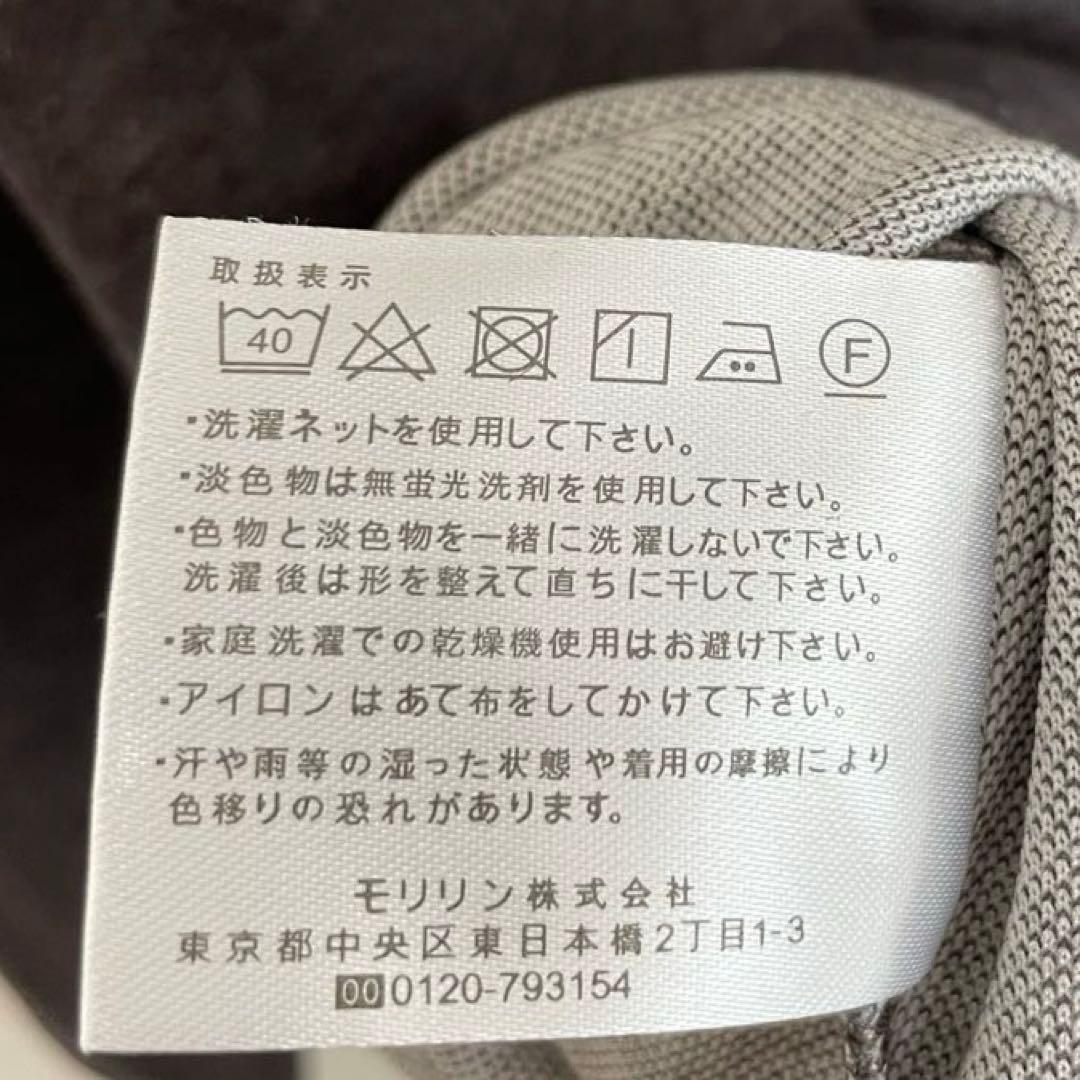 取扱表示
40 F
・洗濯ネットを使用して下さい。
・淡色物は無蛍光洗剤を使用して下さい。
・色物と淡色物を一緒に洗濯しないで下さい。
洗濯後は形を整えて直ちに干して下さい。
・家庭洗濯での乾燥機使用はお避け下さい。
・アイロンはあて布をしてかけて下さい。
・汗や雨等の湿った状態や着用の摩擦により
色移りの恐れがあります。
モリリン株式会社
東京都中央区東日本橋2丁目1-3
00 0120-793154